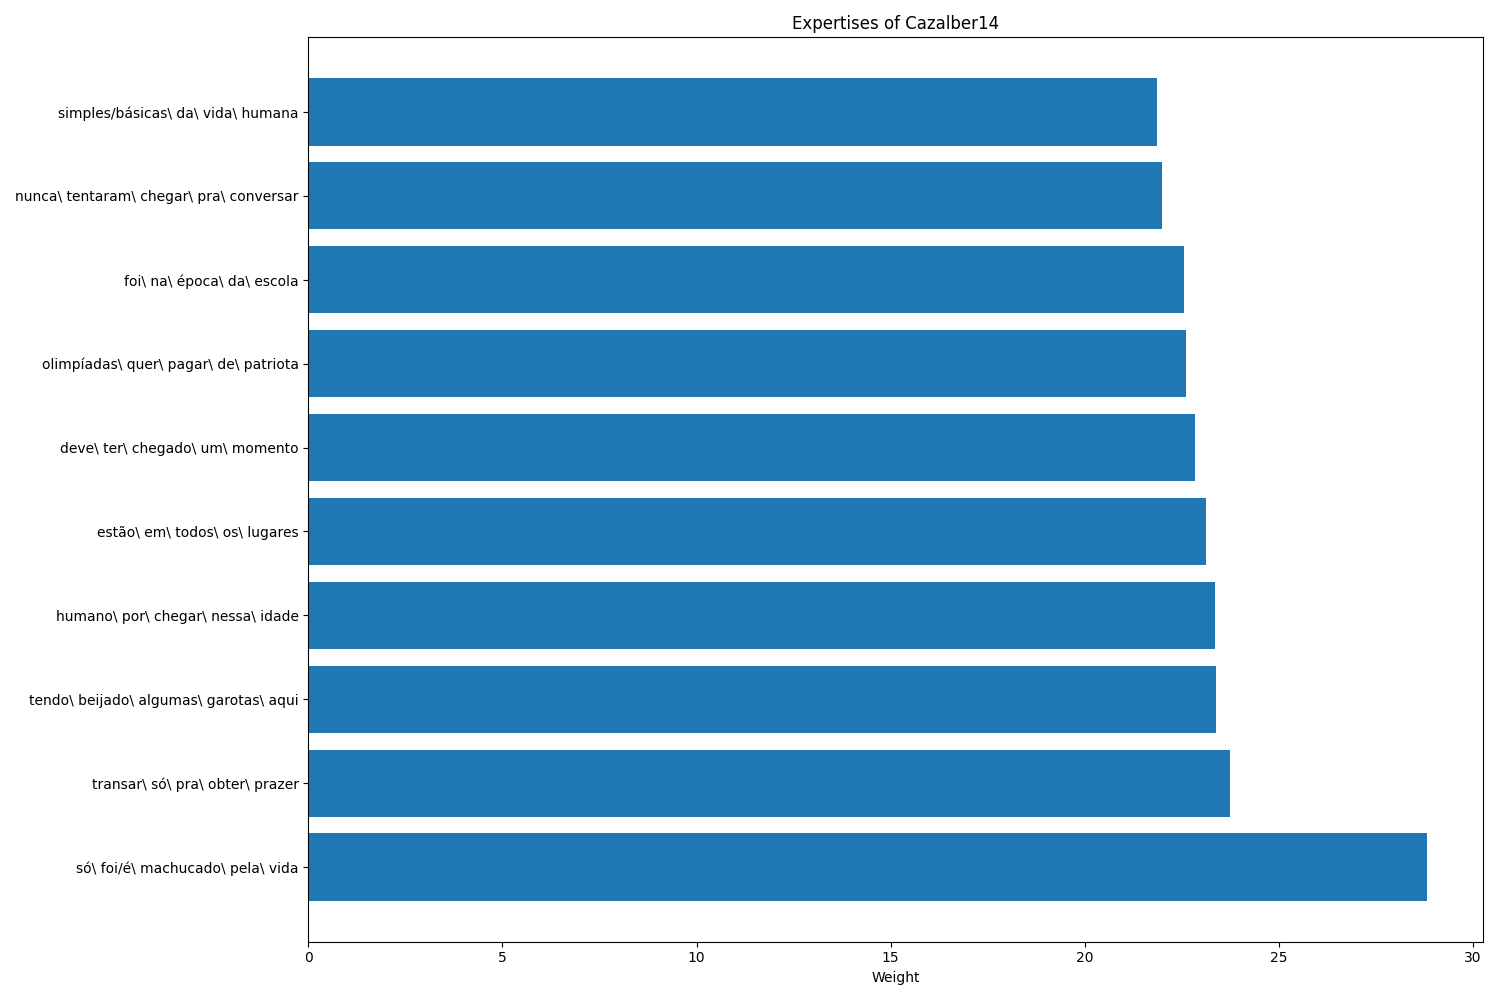 Expertises of Cazalber14
simples/básicas\ da\ vida\ humana
nunca\ tentaram\ chegar\ pra\ conversar
foi\ na\ época\ da\ escola
olimpíadas\ quer\ pagar\ de\ patriota
deve\ ter\ chegado\ um\ momento
estão\ em\ todos\ os\ lugares
humano\ por\ chegar\ nessa\ idade
tendo\ beijado\ algumas\ garotas\ aqui
transar\ só\ pra\ obter\ prazer
só\ foi/é\ machucado\ pela\ vida
0 5 10 15 20 25 30
Weight